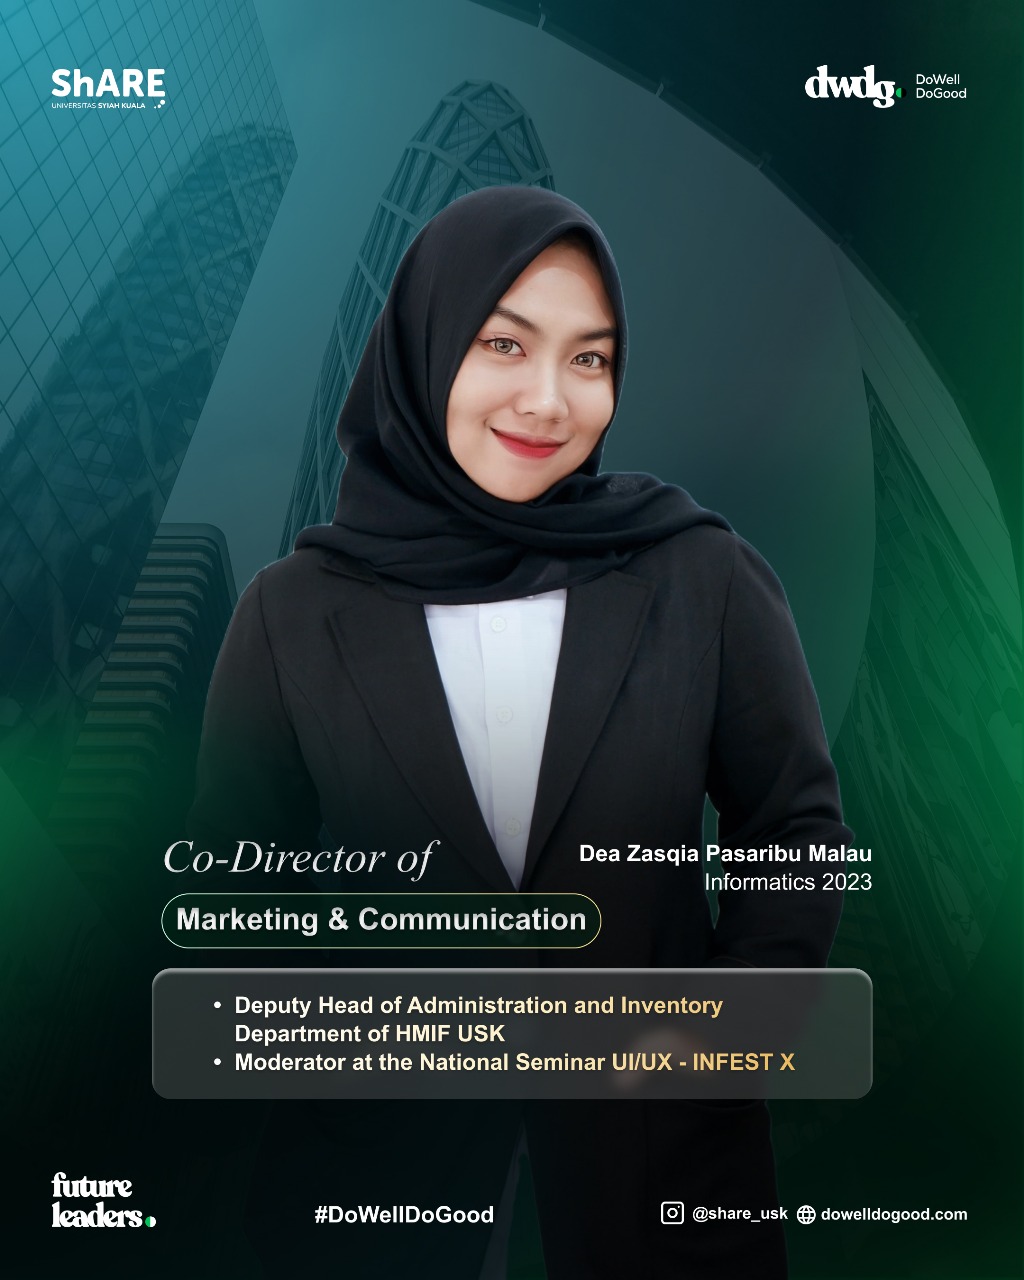 ShARE
UNIVERSITAS SYIAH KUALA
dwdg.
DoWell
DoGood
Co-Director of
Marketing & Communication
Dea Zasqia Pasaribu Malau
Informatics 2023
• Deputy Head of Administration and Inventory
Department of HMIF USK
• Moderator at the National Seminar UI/UX - INFEST X
future
leaders.
#DoWellDoGood
@share_usk
dowelldogood.com